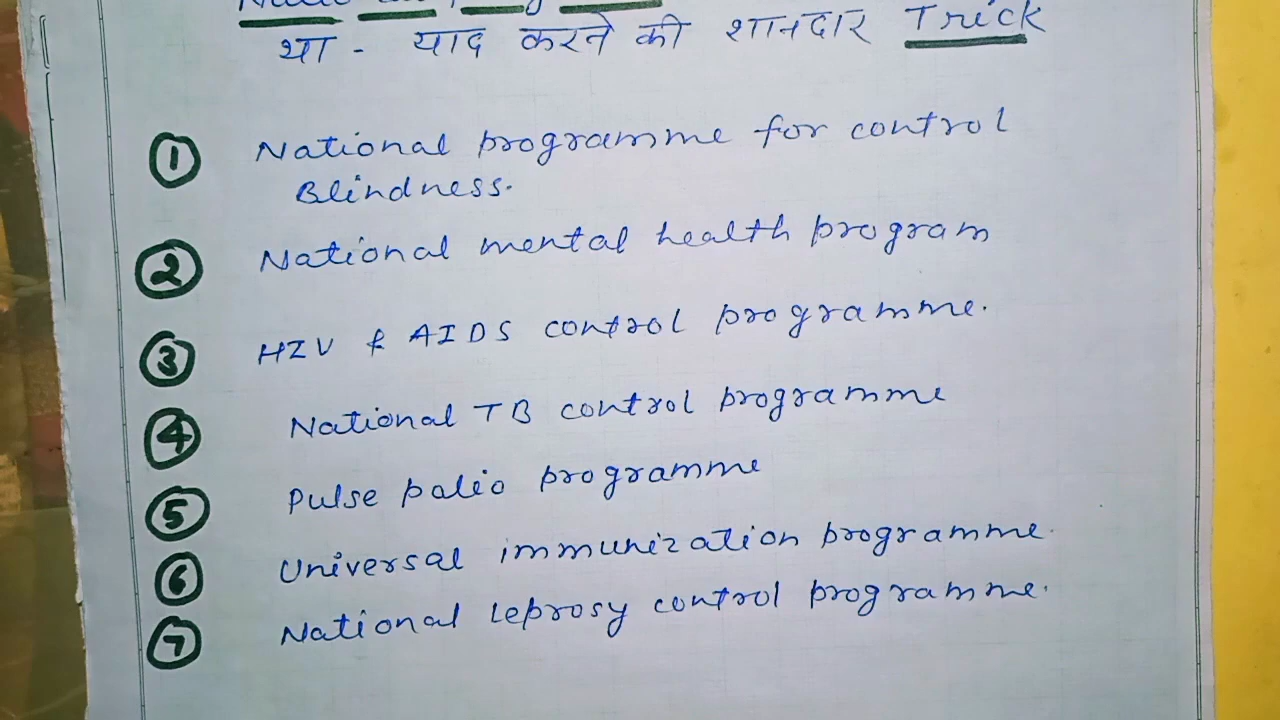 था - याद करने की शानदार Trick
① National programme for control
Blindness.
② National mental health program
③ HIV & AIDS control programme.
④ National TB control programme
⑤ Pulse palio programme
⑥ Universal immunization programme.
⑦ National leprosy control programme.